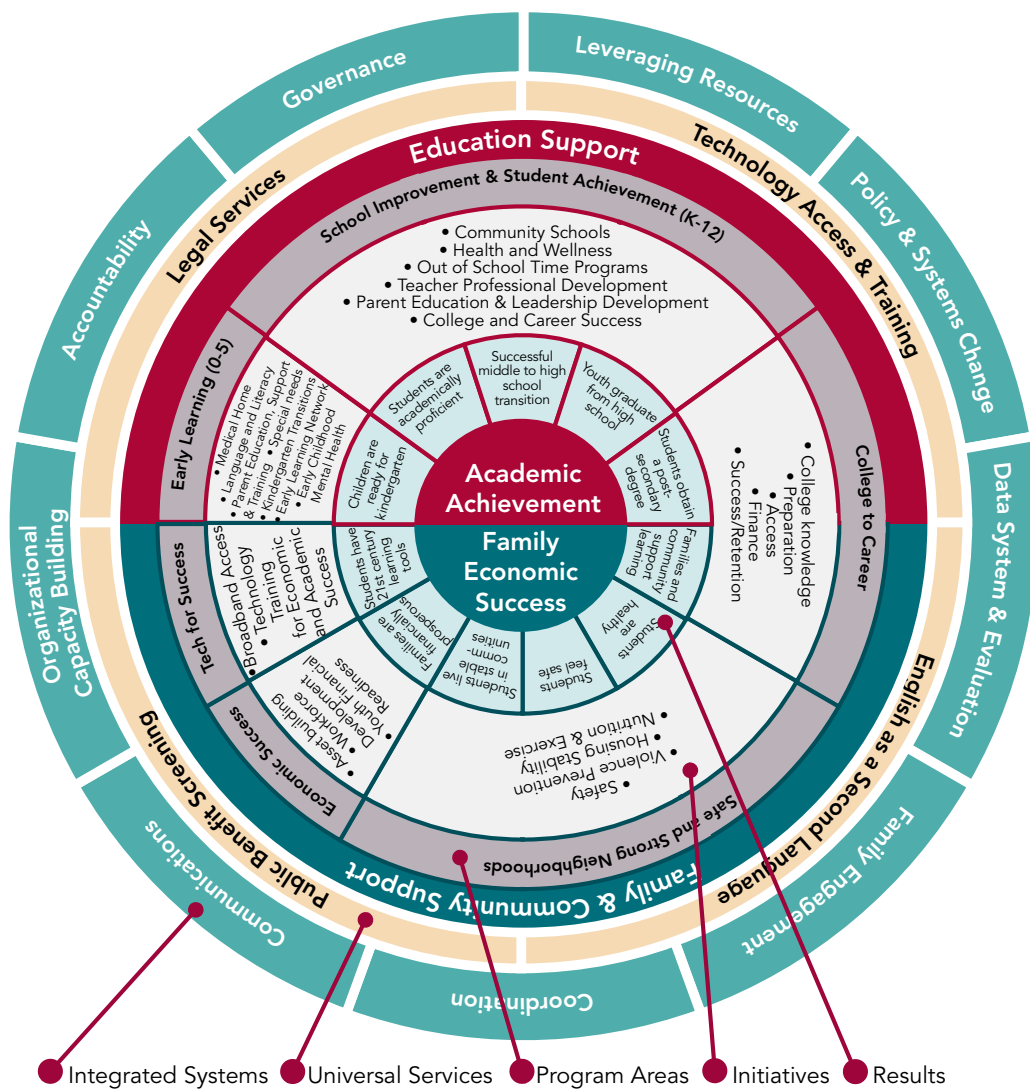 Governance
Leveraging Resources
Policy & Systems Change
Data System & Evaluation
Family Engagement
Coordination
Communications
Organizational
Capacity Building
Accountability
Legal Services
Technology Access & Training
English as a Second Language
Public Benefit Screening
Education Support
Family & Community Support
School Improvement & Student Achievement (K-12)
College to Career
Safe and Strong Neighborhoods
Economic Success
Tech for Success
Early Learning (0-5)
• Community Schools
• Health and Wellness
• Out of School Time Programs
• Teacher Professional Development
• Parent Education & Leadership Development
• College and Career Success
• College knowledge
• Preparation
• Access
• Finance
• Success/Retention
• Safety
• Violence Prevention
• Housing Stability
• Nutrition & Exercise
• Asset building
• Workforce
Development
• Youth Financial
Readiness
•Broadband Access
• Technology
Training
for Economic
and Academic
Success
• Medical Home
• Language and Literacy
• Parent Education, Support
& Training • Special needs
• Kindergarten Transitions
• Early Learning Network
• Early Childhood
Mental Health
Children are
ready for
kindergarten
Students are
academically
proficient
Successful
middle to high
school
transition
Youth graduate
from high
school
Students obtain
a post-
secondary
degree
Families and
community
support
learning
Students
are
healthy
Students
feel safe
Students live
in stable
comm-
unities
Families are
financially
prosperous
Students have
21st century
learning
tools
Academic
Achievement
Family
Economic
Success
Integrated Systems
Universal Services
Program Areas
Initiatives
Results